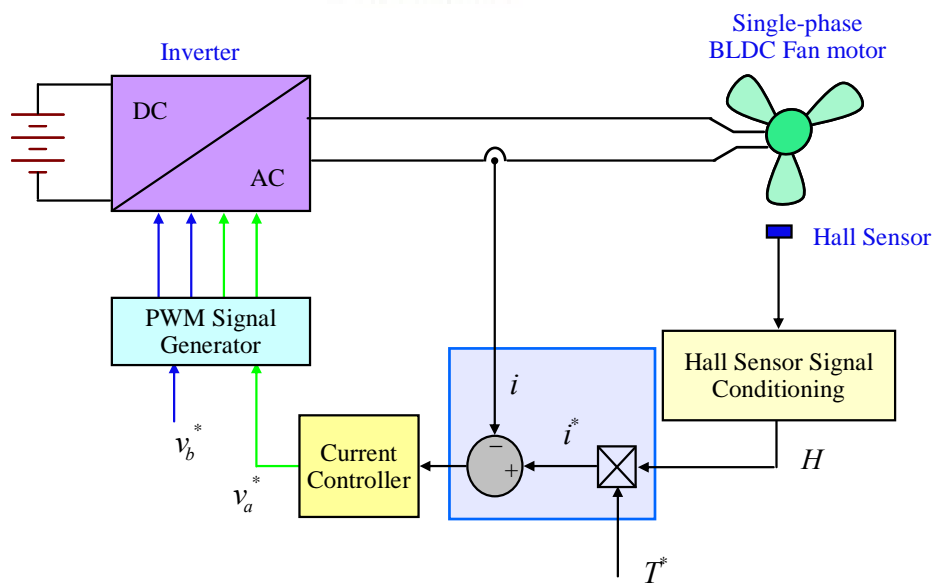 Single-phase
BLDC Fan motor
Inverter
DC
AC
Hall Sensor
PWM Signal
Generator
Hall Sensor Signal
Conditioning
i
−
+
i*
v_b*
v_a*
Current
Controller
H
T*